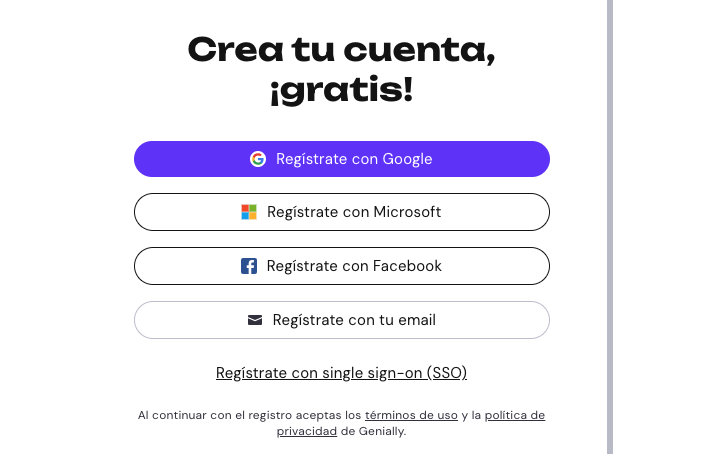 Crea tu cuenta,
¡gratis!
Regístrate con Google
Regístrate con Microsoft
Regístrate con Facebook
Regístrate con tu email
Regístrate con single sign-on (SSO)
Al continuar con el registro aceptas los términos de uso y la política de
privacidad de Genially.